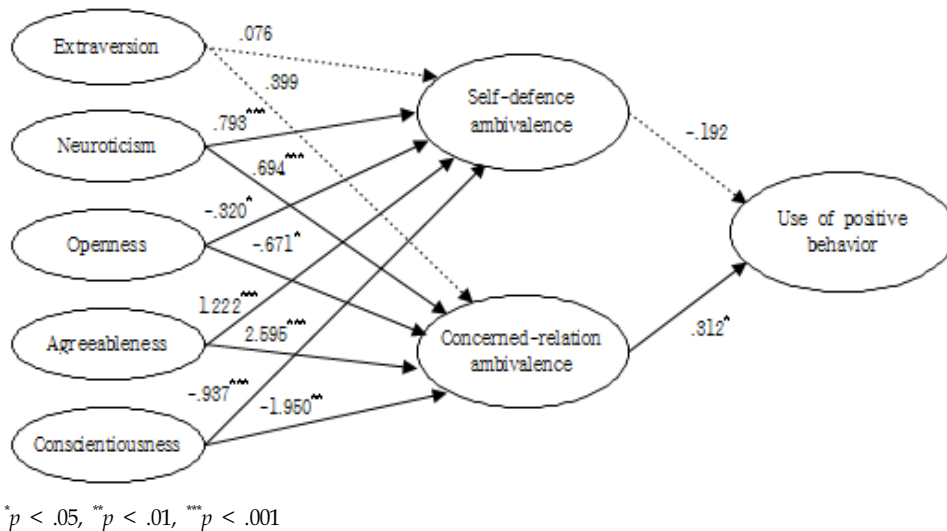 Extraversion
.076
.399
Self-defence
ambivalence
Neuroticism
.793***
.694***
-.192
Openness
-.320*
-.671*
Use of positive
behavior
Agreeableness
1.222***
2.595***
Concerned-relation
ambivalence
.312*
Conscientiousness
-.937***
-1.950**
*p < .05, **p < .01, ***p < .001